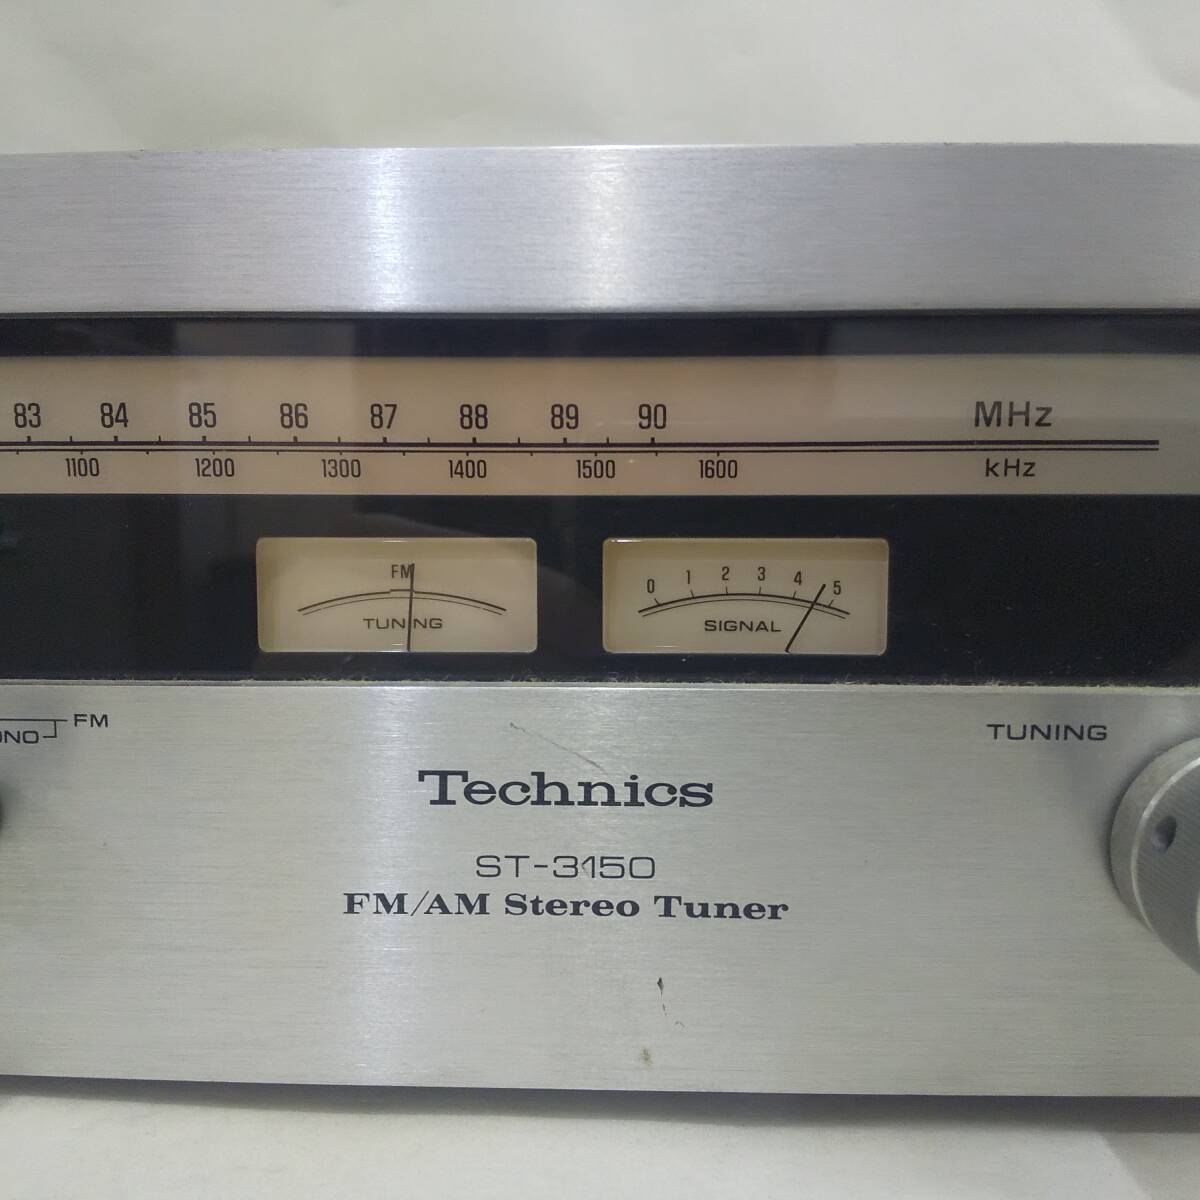 83 84 85 86 87 88 89 90 MHz
1100 1200 1300 1400 1500 1600 kHz
FM
TUNING
0 1 2 3 4 5
SIGNAL
FM
TUNING
Technics
ST-3150
FM/AM Stereo Tuner